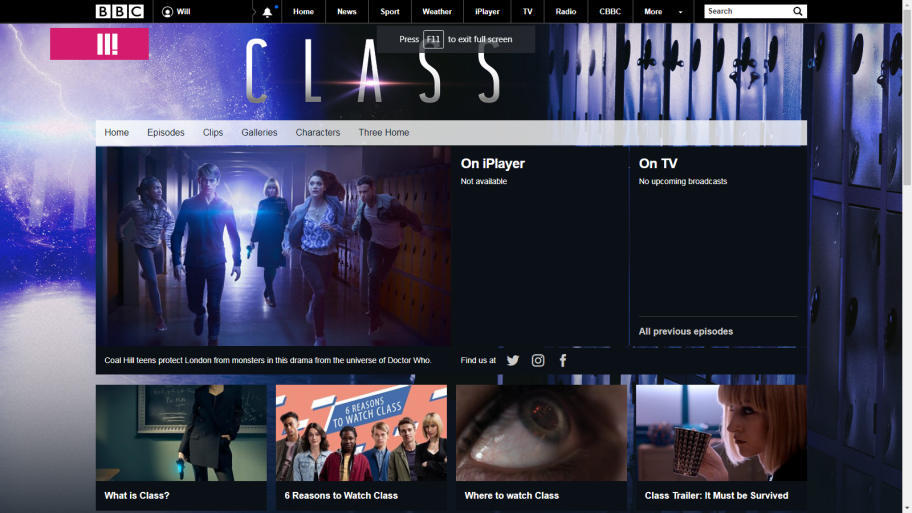 BBC
Will
Home
News
Sport
Weather
iPlayer
TV
Radio
CBBC
More
Search
Press F11 to exit full screen
CLASS
Home
Episodes
Clips
Galleries
Characters
Three Home
On iPlayer
Not available
On TV
No upcoming broadcasts
All previous episodes
Coal Hill teens protect London from monsters in this drama from the universe of Doctor Who.
Find us at
6 REASONS
TO WATCH CLASS
What is Class?
6 Reasons to Watch Class
Where to watch Class
Class Trailer: It Must be Survived